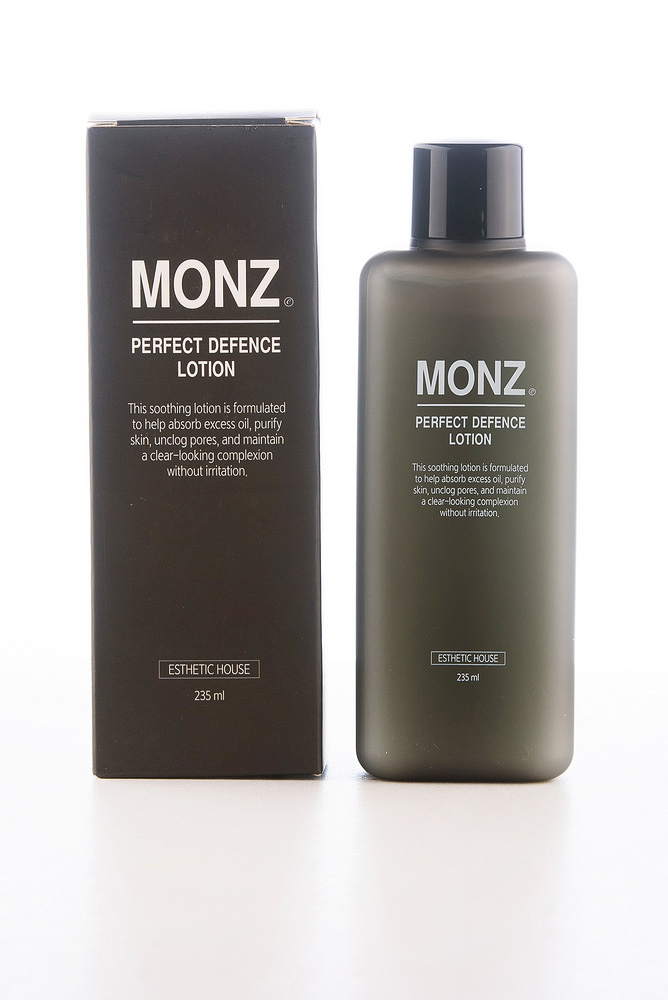 MONZ
PERFECT DEFENCE
LOTION
This soothing lotion is formulated
to help absorb excess oil, purify
skin, unclog pores, and maintain
a clear-looking complexion
without irritation.
ESTHETIC HOUSE
235 ml
MONZ
PERFECT DEFENCE
LOTION
This soothing lotion is formulated
to help absorb excess oil, purify
skin, unclog pores, and maintain
a clear-looking complexion
without irritation.
ESTHETIC HOUSE
235 ml